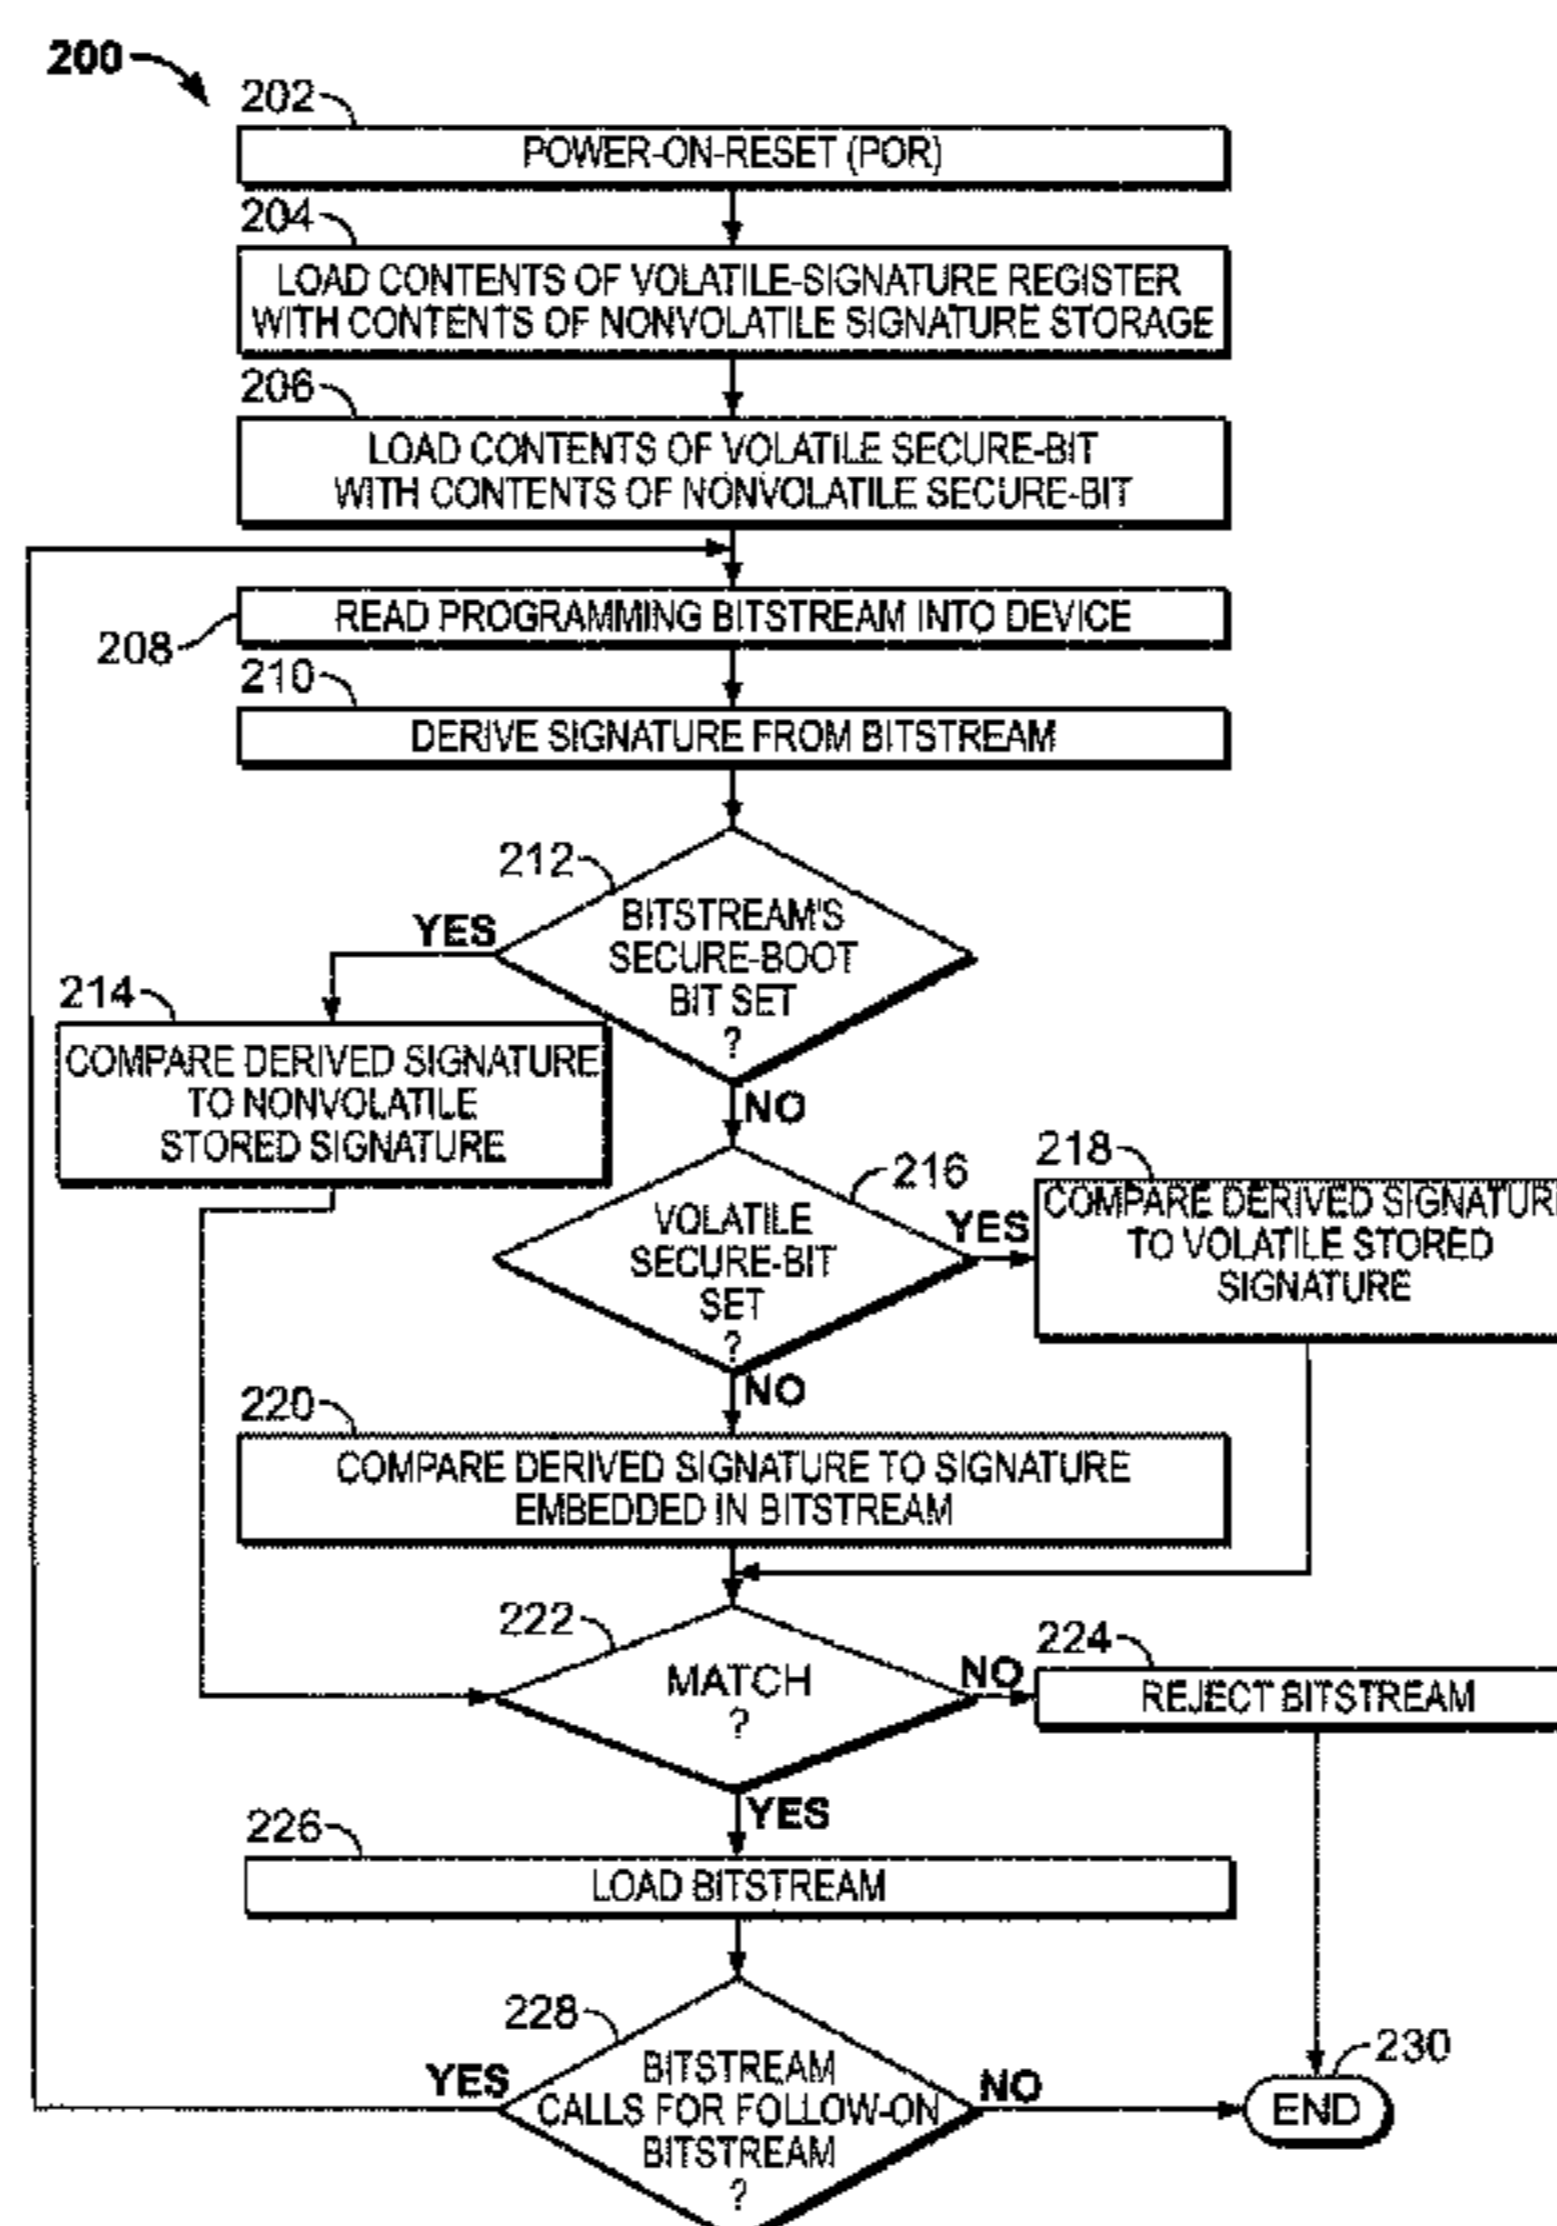 200
202
POWER-ON-RESET (POR)
204
LOAD CONTENTS OF VOLATILE-SIGNATURE REGISTER
WITH CONTENTS OF NONVOLATILE SIGNATURE STORAGE
206
LOAD CONTENTS OF VOLATILE SECURE-BIT
WITH CONTENTS OF NONVOLATILE SECURE-BIT
208
READ PROGRAMMING BITSTREAM INTO DEVICE
210
DERIVE SIGNATURE FROM BITSTREAM
212
BITSTREAM'S
SECURE-BOOT
BIT SET
?
YES
NO
214
COMPARE DERIVED SIGNATURE
TO NONVOLATILE
STORED SIGNATURE
216
VOLATILE
SECURE-BIT
SET
?
YES
NO
218
COMPARE DERIVED SIGNATURE
TO VOLATILE STORED
SIGNATURE
220
COMPARE DERIVED SIGNATURE TO SIGNATURE
EMBEDDED IN BITSTREAM
222
MATCH
?
NO
YES
224
REJECT BITSTREAM
226
LOAD BITSTREAM
228
BITSTREAM
CALLS FOR FOLLOW-ON
BITSTREAM
?
YES
NO
230
END